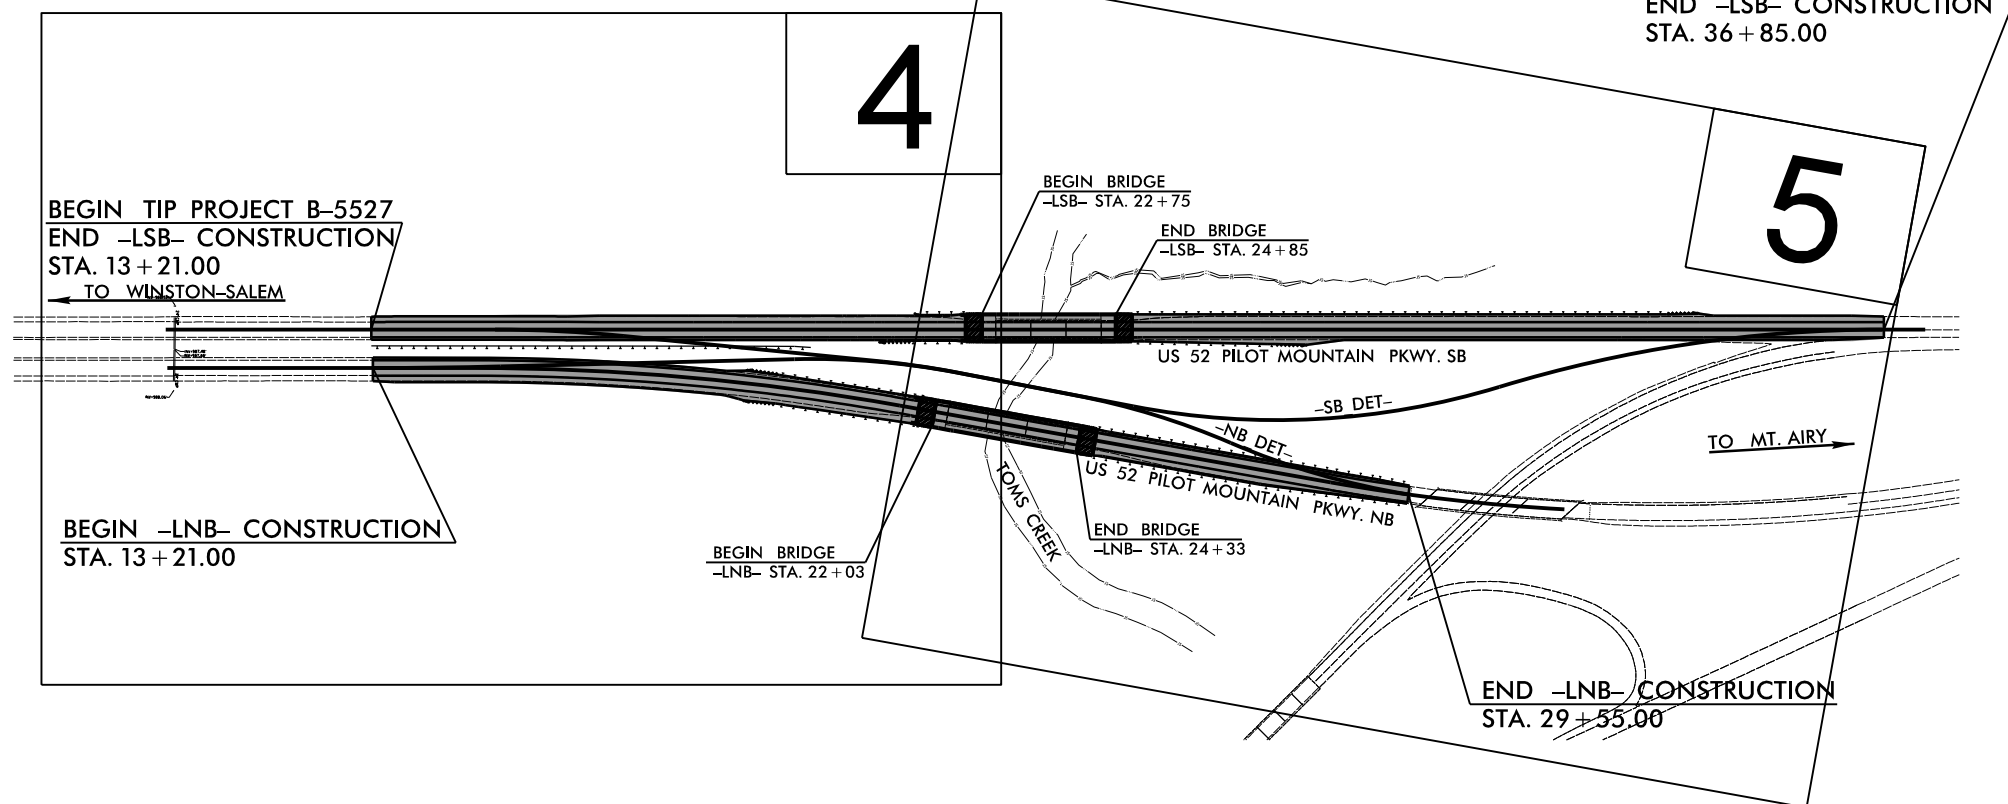 END –LSB– CONSTRUCTION
STA. 36+85.00
4
5
BEGIN BRIDGE
–LSB– STA. 22+75
BEGIN TIP PROJECT B–5527
END –LSB– CONSTRUCTION
STA. 13+21.00
END BRIDGE
–LSB– STA. 24+85
TO WINSTON–SALEM
US 52 PILOT MOUNTAIN PKWY. SB
–SB DET–
–NB DET–
TO MT. AIRY
US 52 PILOT MOUNTAIN PKWY. NB
TOMS CREEK
BEGIN –LNB– CONSTRUCTION
STA. 13+21.00
END BRIDGE
–LNB– STA. 24+33
BEGIN BRIDGE
–LNB– STA. 22+03
END –LNB– CONSTRUCTION
STA. 29+55.00